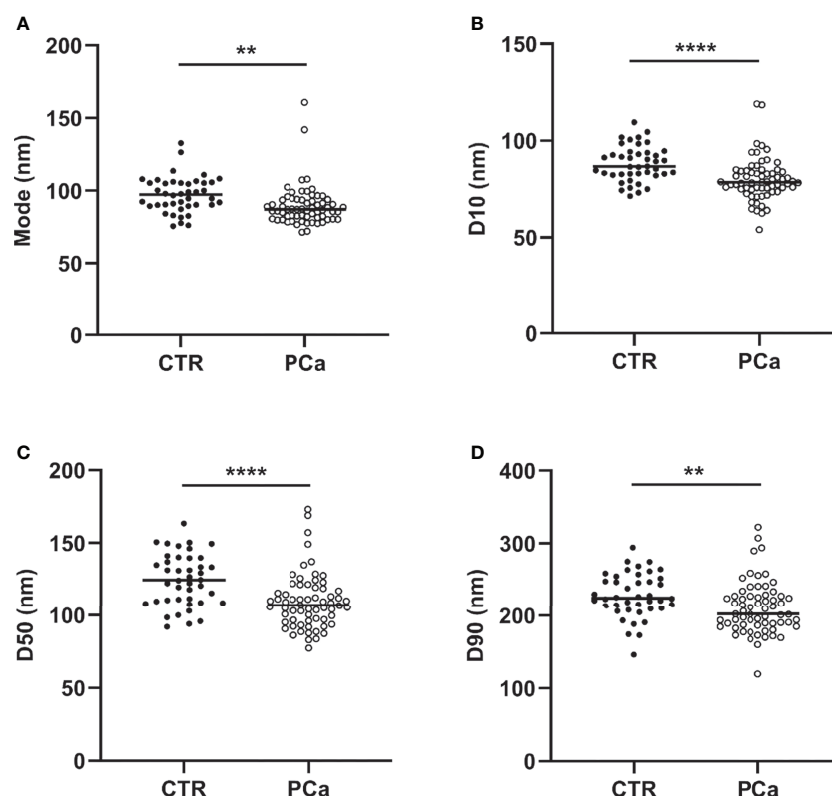 A
Mode (nm)
200
150
100
50
0
**
CTR
PCa
B
D10 (nm)
150
100
50
0
****
CTR
PCa
C
D50 (nm)
200
150
100
50
0
****
CTR
PCa
D
D90 (nm)
400
300
200
100
0
**
CTR
PCa